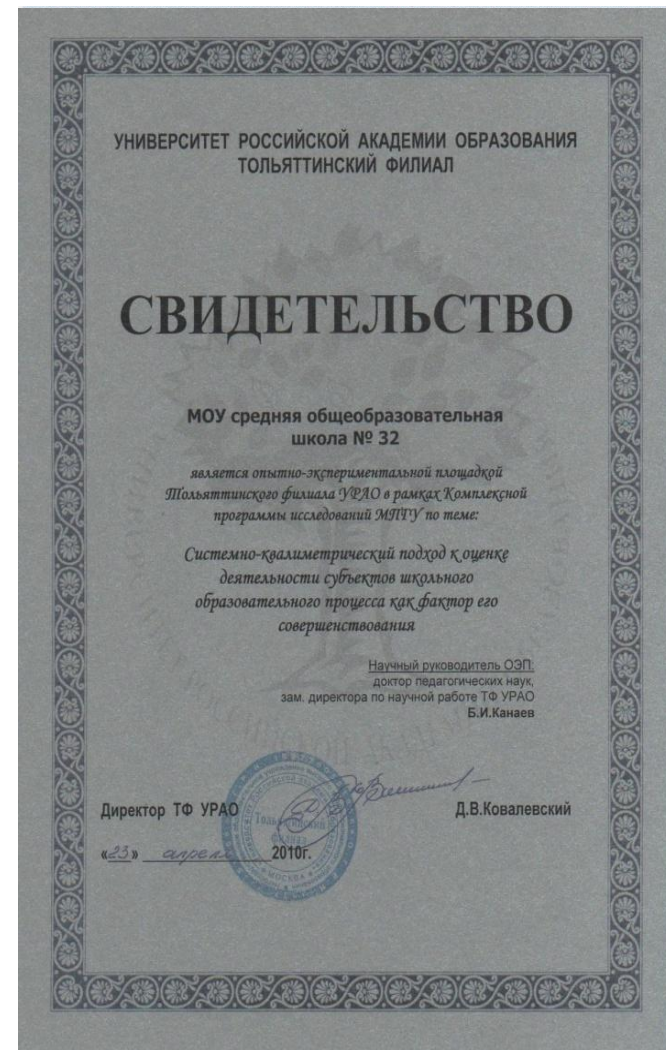 УНИВЕРСИТЕТ РОССИЙСКОЙ АКАДЕМИИ ОБРАЗОВАНИЯ
ТОЛЬЯТТИНСКИЙ ФИЛИАЛ
СВИДЕТЕЛЬСТВО
МОУ средняя общеобразовательная
школа № 32
является опытно-экспериментальной площадкой
Тольяттинского филиала УРАО в рамках Комплексной
программы исследований МПГУ по теме:
Системно-квалиметрический подход к оценке
деятельности субъектов школьного
образовательного процесса как фактор его
совершенствования
Научный руководитель ОЭП:
доктор педагогических наук,
зам. директора по научной работе ТФ УРАО
Б.И.Канаев
Директор ТФ УРАО
Д.В.Ковалевский
«23» апреля 2010г.
Тольяттинский
филиал
МОСКВА